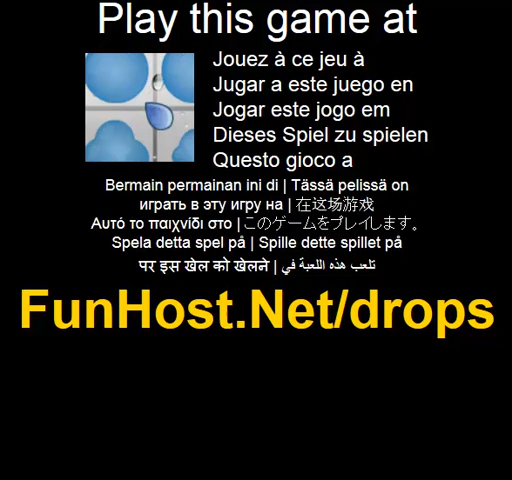 Play this game at
Jouez à ce jeu à
Jugar a este juego en
Jogar este jogo em
Dieses Spiel zu spielen
Questo gioco a
Bermain permainan ini di | Tässä pelissä on
играть в эту игру на | 在这场游戏
Αυτό το παιχνίδι στο | このゲームをプレイします。
Spela detta spel på | Spille dette spillet på
पर इस खेल को खेलने | تلعب هذه اللعبة في
FunHost.Net/drops